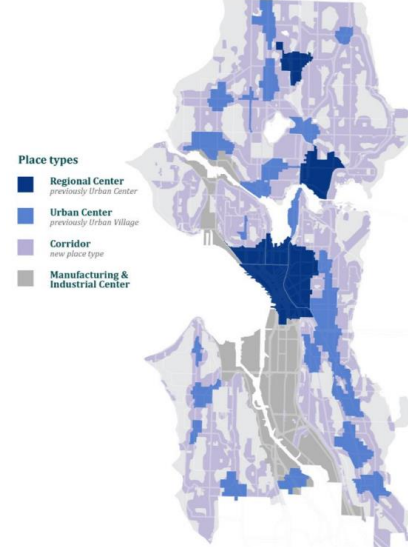 Place types
Regional Center
previously Urban Center
Urban Center
previously Urban Village
Corridor
new place type
Manufacturing &
Industrial Center